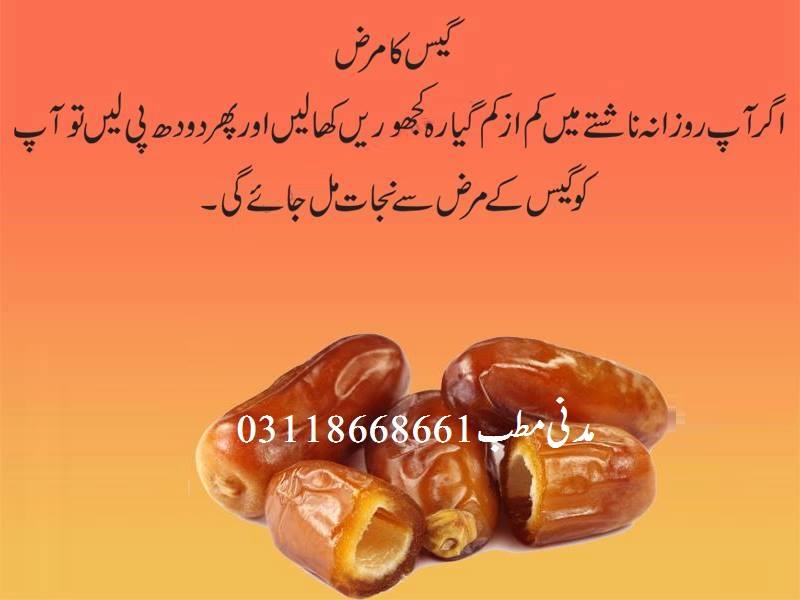 گیس کا مرض
اگر آپ روزانہ ناشتے میں کم از کم گیارہ کجھوریں کھالیں اور پھر دودھ پی لیں تو آپ
کو گیس کے مرض سے نجات مل جائے گی۔
مدنی مطب 03118668661